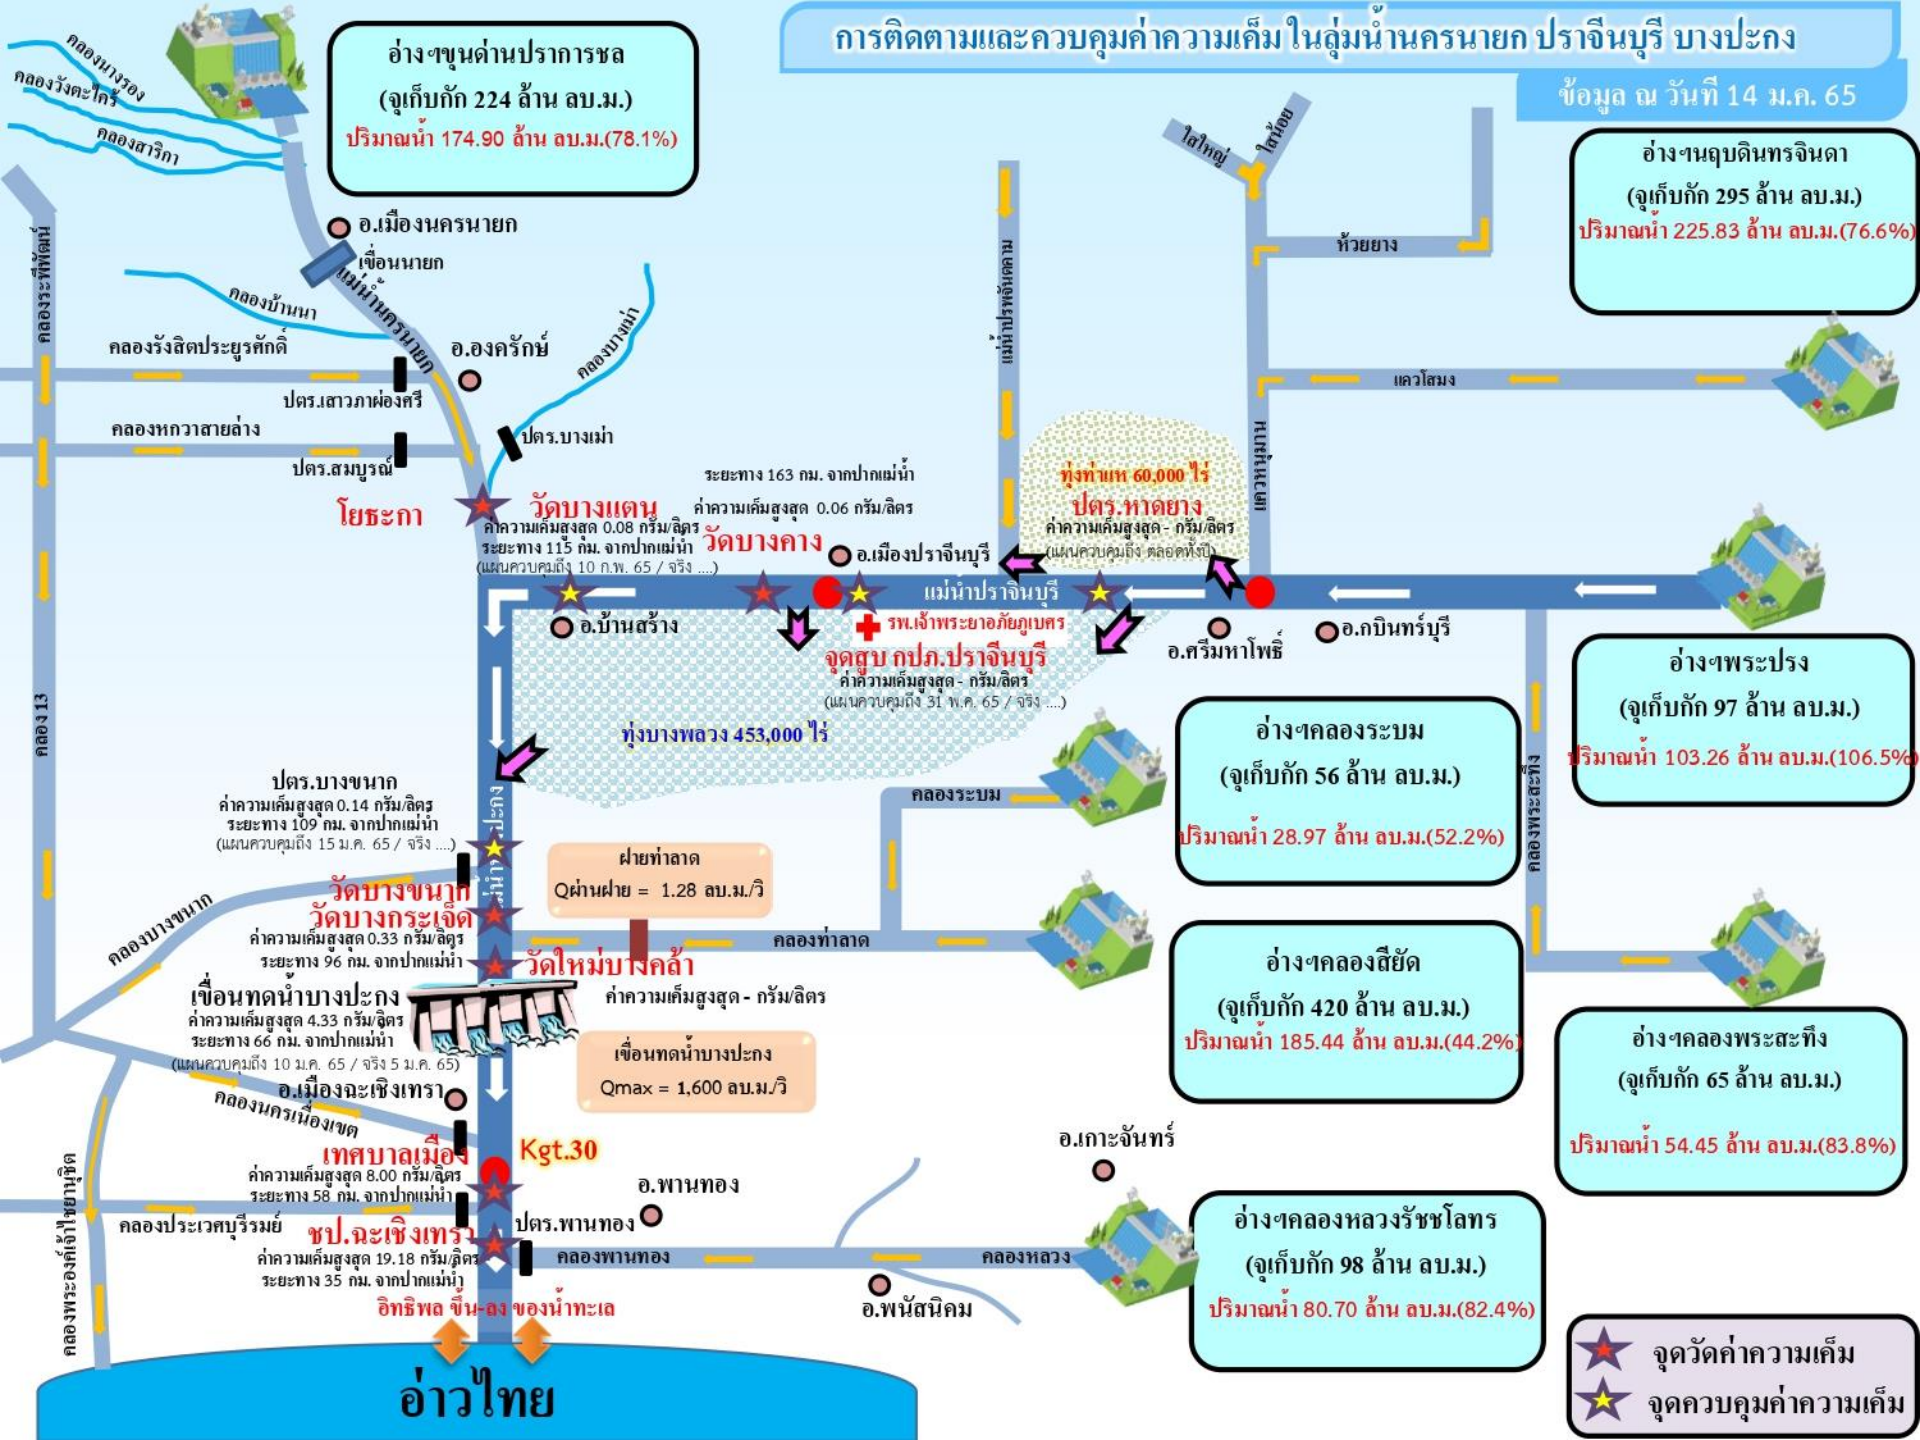 การติดตามและควบคุมค่าความเค็ม ในลุ่มน้ำนครนายก ปราจีนบุรี บางปะกง
ข้อมูล ณ วันที่ 14 ม.ค. 65
คลองนางรอง
คลองวังตะไคร้
คลองสาริกา
อ่างฯขุนด่านปราการชล
(จุเก็บกัก 224 ล้าน ลบ.ม.)
ปริมาณน้ำ 174.90 ล้าน ลบ.ม.(78.1%)
ใสใหญ่
ใสน้อย
อ่างฯนฤบดินทรจินดา
(จุเก็บกัก 295 ล้าน ลบ.ม.)
ปริมาณน้ำ 225.83 ล้าน ลบ.ม.(76.6%)
อ.เมืองนครนายก
เขื่อนนายก
แม่น้ำนครนายก
คลองระพีพัฒน์
คลองบ้านนา
คลองรังสิตประยูรศักดิ์
อ.องครักษ์
คลองบางเม่า
ปตร.เสาวภาผ่องศรี
คลองหกวาสายล่าง
ปตร.สมบูรณ์
ปตร.บางเม่า
แม่น้ำประจันตคาม
ห้วยยาง
แควโสมง
แควหนุมาน
โยธะกา
วัดบางแตน
ค่าความเค็มสูงสุด 0.08 กรัม/ลิตร
ระยะทาง 115 กม. จากปากแม่น้ำ
(แผนควบคุมถึง 10 ก.พ. 65 / จริง ....)
ระยะทาง 163 กม. จากปากแม่น้ำ
ค่าความเค็มสูงสุด 0.06 กรัม/ลิตร
วัดบางคาง
อ.เมืองปราจีนบุรี
ทุ่งท่าแห 60,000 ไร่
ปตร.หาดยาง
ค่าความเค็มสูงสุด - กรัม/ลิตร
(แผนควบคุมถึง ตลอดทั้งปี)
แม่น้ำปราจีนบุรี
อ.บ้านสร้าง
รพ.เจ้าพระยาอภัยภูเบศร
จุดสูบ กปภ.ปราจีนบุรี
ค่าความเค็มสูงสุด - กรัม/ลิตร
(แผนควบคุมถึง 31 พ.ค. 65 / จริง ....)
อ.ศรีมหาโพธิ์
อ.กบินทร์บุรี
ทุ่งบางพลวง 453,000 ไร่
คลอง 13
อ่างฯพระปรง
(จุเก็บกัก 97 ล้าน ลบ.ม.)
ปริมาณน้ำ 103.26 ล้าน ลบ.ม.(106.5%)
อ่างฯคลองระบม
(จุเก็บกัก 56 ล้าน ลบ.ม.)
ปริมาณน้ำ 28.97 ล้าน ลบ.ม.(52.2%)
คลองพระสะทึง
คลองระบม
ปตร.บางขนาก
ค่าความเค็มสูงสุด 0.14 กรัม/ลิตร
ระยะทาง 109 กม. จากปากแม่น้ำ
(แผนควบคุมถึง 15 ม.ค. 65 / จริง ....)
วัดบางขนาก
วัดบางกระเจ็ด
ค่าความเค็มสูงสุด 0.33 กรัม/ลิตร
ระยะทาง 96 กม. จากปากแม่น้ำ
คลองบางขนาก
ฝายท่าลาด
Qผ่านฝาย = 1.28 ลบ.ม./วิ
คลองท่าลาด
วัดใหม่บางคล้า
ค่าความเค็มสูงสุด - กรัม/ลิตร
อ่างฯคลองสียัด
(จุเก็บกัก 420 ล้าน ลบ.ม.)
ปริมาณน้ำ 185.44 ล้าน ลบ.ม.(44.2%)
เขื่อนทดน้ำบางปะกง
ค่าความเค็มสูงสุด 4.33 กรัม/ลิตร
ระยะทาง 66 กม. จากปากแม่น้ำ
(แผนควบคุมถึง 10 ม.ค. 65 / จริง 5 ม.ค. 65)
เขื่อนทดน้ำบางปะกง
Qmax = 1,600 ลบ.ม./วิ
อ่างฯคลองพระสะทึง
(จุเก็บกัก 65 ล้าน ลบ.ม.)
ปริมาณน้ำ 54.45 ล้าน ลบ.ม.(83.8%)
อ.เมืองฉะเชิงเทรา
คลองนครเนื่องเขต
เทศบาลเมือง
ค่าความเค็มสูงสุด 8.00 กรัม/ลิตร
ระยะทาง 58 กม. จากปากแม่น้ำ
Kgt.30
อ.พานทอง
อ.เกาะจันทร์
คลองพระองค์เจ้าไชยานุชิต
คลองประเวศบุรีรมย์
ชป.ฉะเชิงเทรา
ค่าความเค็มสูงสุด 19.18 กรัม/ลิตร
ระยะทาง 35 กม. จากปากแม่น้ำ
ปตร.พานทอง
คลองพานทอง
คลองหลวง
อ่างฯคลองหลวงรัชชโลทร
(จุเก็บกัก 98 ล้าน ลบ.ม.)
ปริมาณน้ำ 80.70 ล้าน ลบ.ม.(82.4%)
อ.พนัสนิคม
อิทธิพล ขึ้น-ลง ของน้ำทะเล
อ่าวไทย
จุดวัดค่าความเค็ม
จุดควบคุมค่าความเค็ม